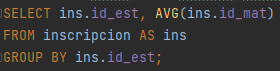 SELECT ins.id_est, AVG(ins.id_mat)
FROM inscripcion AS ins
GROUP BY ins.id_est;